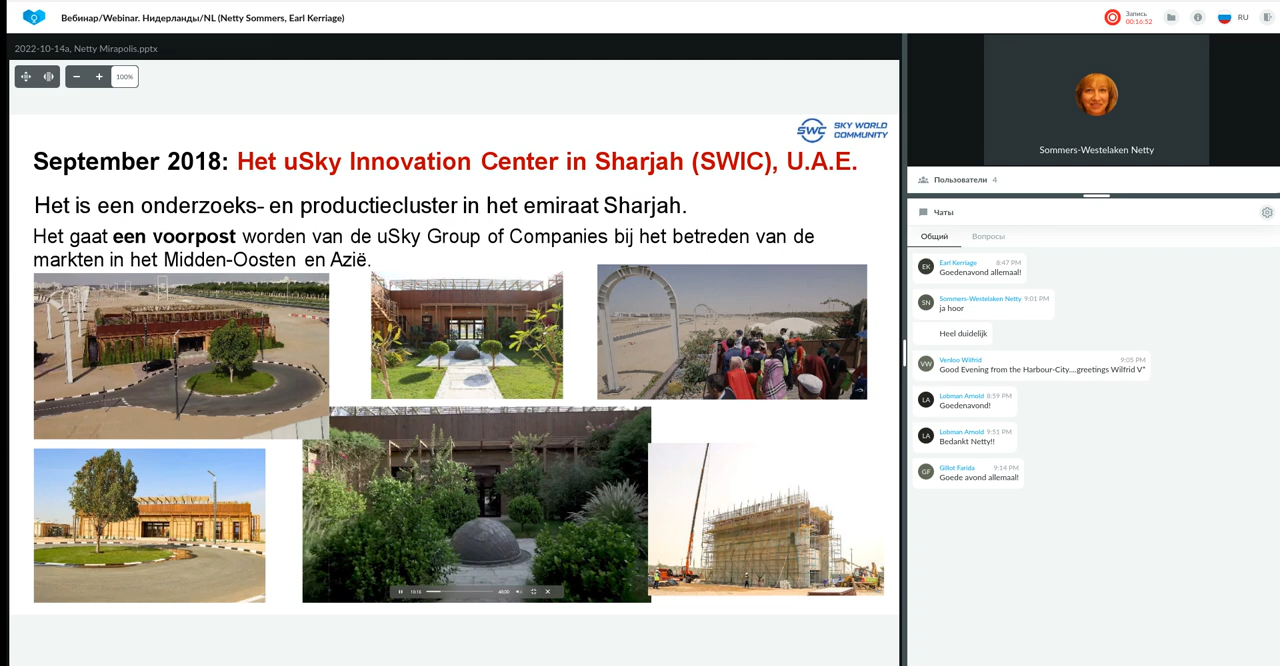 Вебинар/Webinar. Нидерланды/NL (Netty Sommers, Earl Kerriage)
Запись
00:16:52
RU
2022-10-14a, Netty Mirapolis.pptx
100%
SWC SKY WORLD
COMMUNITY
September 2018: Het uSky Innovation Center in Sharjah (SWIC), U.A.E.
Het is een onderzoeks- en productiecluster in het emiraat Sharjah.
Het gaat een voorpost worden van de uSky Group of Companies bij het betreden van de
markten in het Midden-Oosten en Azië.
Sommers-Westelaken Netty
Пользователи 4
Чаты
Общий Вопросы
EK Earl Kerriage 8:47 PM
Goedenavond allemaal!
SN Sommers-Westelaken Netty 9:01 PM
ja hoor
Heel duidelijk
VW Venloo Wilfrid 9:05 PM
Good Evening from the Harbour-City....greetings Wilfrid V"
LA Lobman Arnold 8:59 PM
Goedenavond!
LA Lobman Arnold 9:51 PM
Bedankt Netty!!
GF Gillot Farida 9:14 PM
Goede avond allemaal!